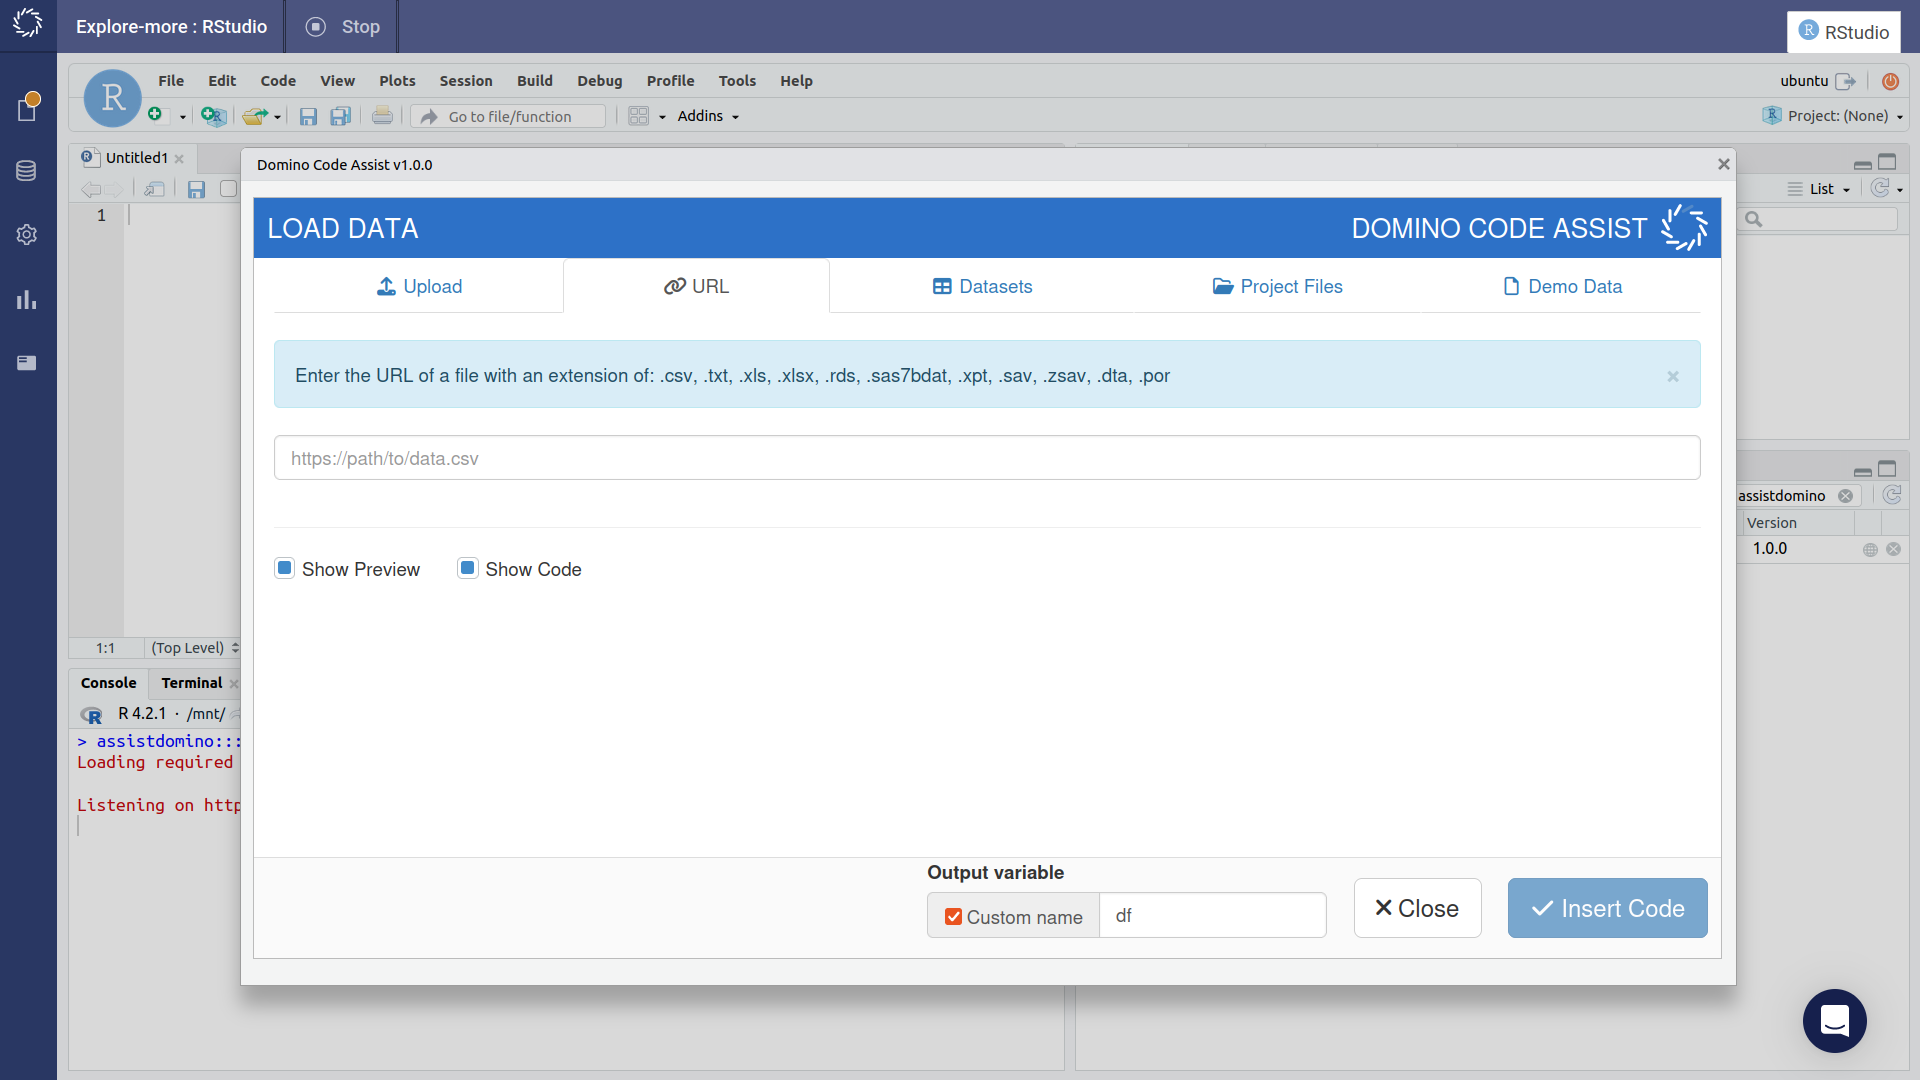 Explore-more : RStudio
Stop
R RStudio
R
File Edit Code View Plots Session Build Debug Profile Tools Help
ubuntu
Go to file/function
Addins
Project: (None)
Untitled1
List
1
Domino Code Assist v1.0.0
LOAD DATA
DOMINO CODE ASSIST
Upload
URL
Datasets
Project Files
Demo Data
Enter the URL of a file with an extension of: .csv, .txt, .xls, .xlsx, .rds, .sas7bdat, .xpt, .sav, .zsav, .dta, .por
https://path/to/data.csv
Show Preview
Show Code
Output variable
Custom name
df
Close
Insert Code
assistdomino
Version
1.0.0
1:1
(Top Level)
Console
Terminal
R 4.2.1 · /mnt/
> assistdomino:::
Loading required
Listening on http